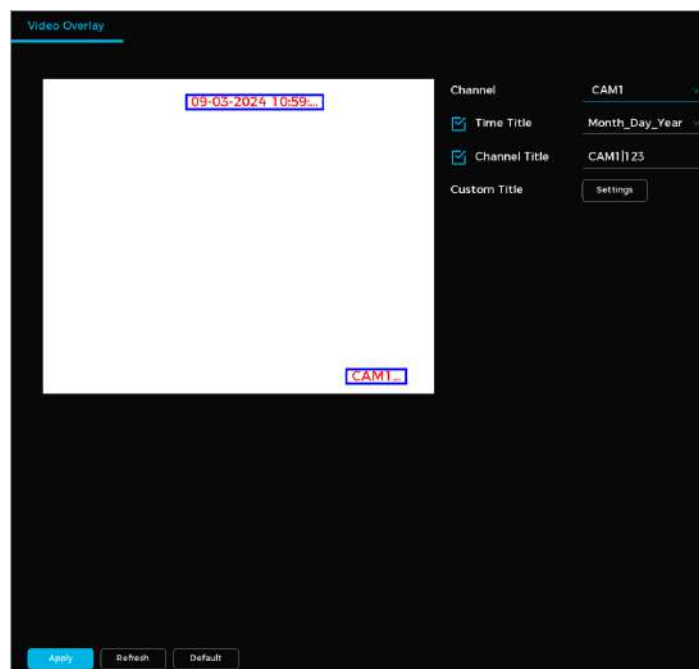 Video Overlay
09-03-2024 10:59:...
Channel CAM1
Time Title Month_Day_Year
Channel Title CAM1|123
Custom Title Settings
CAM1...
Apply Refresh Default